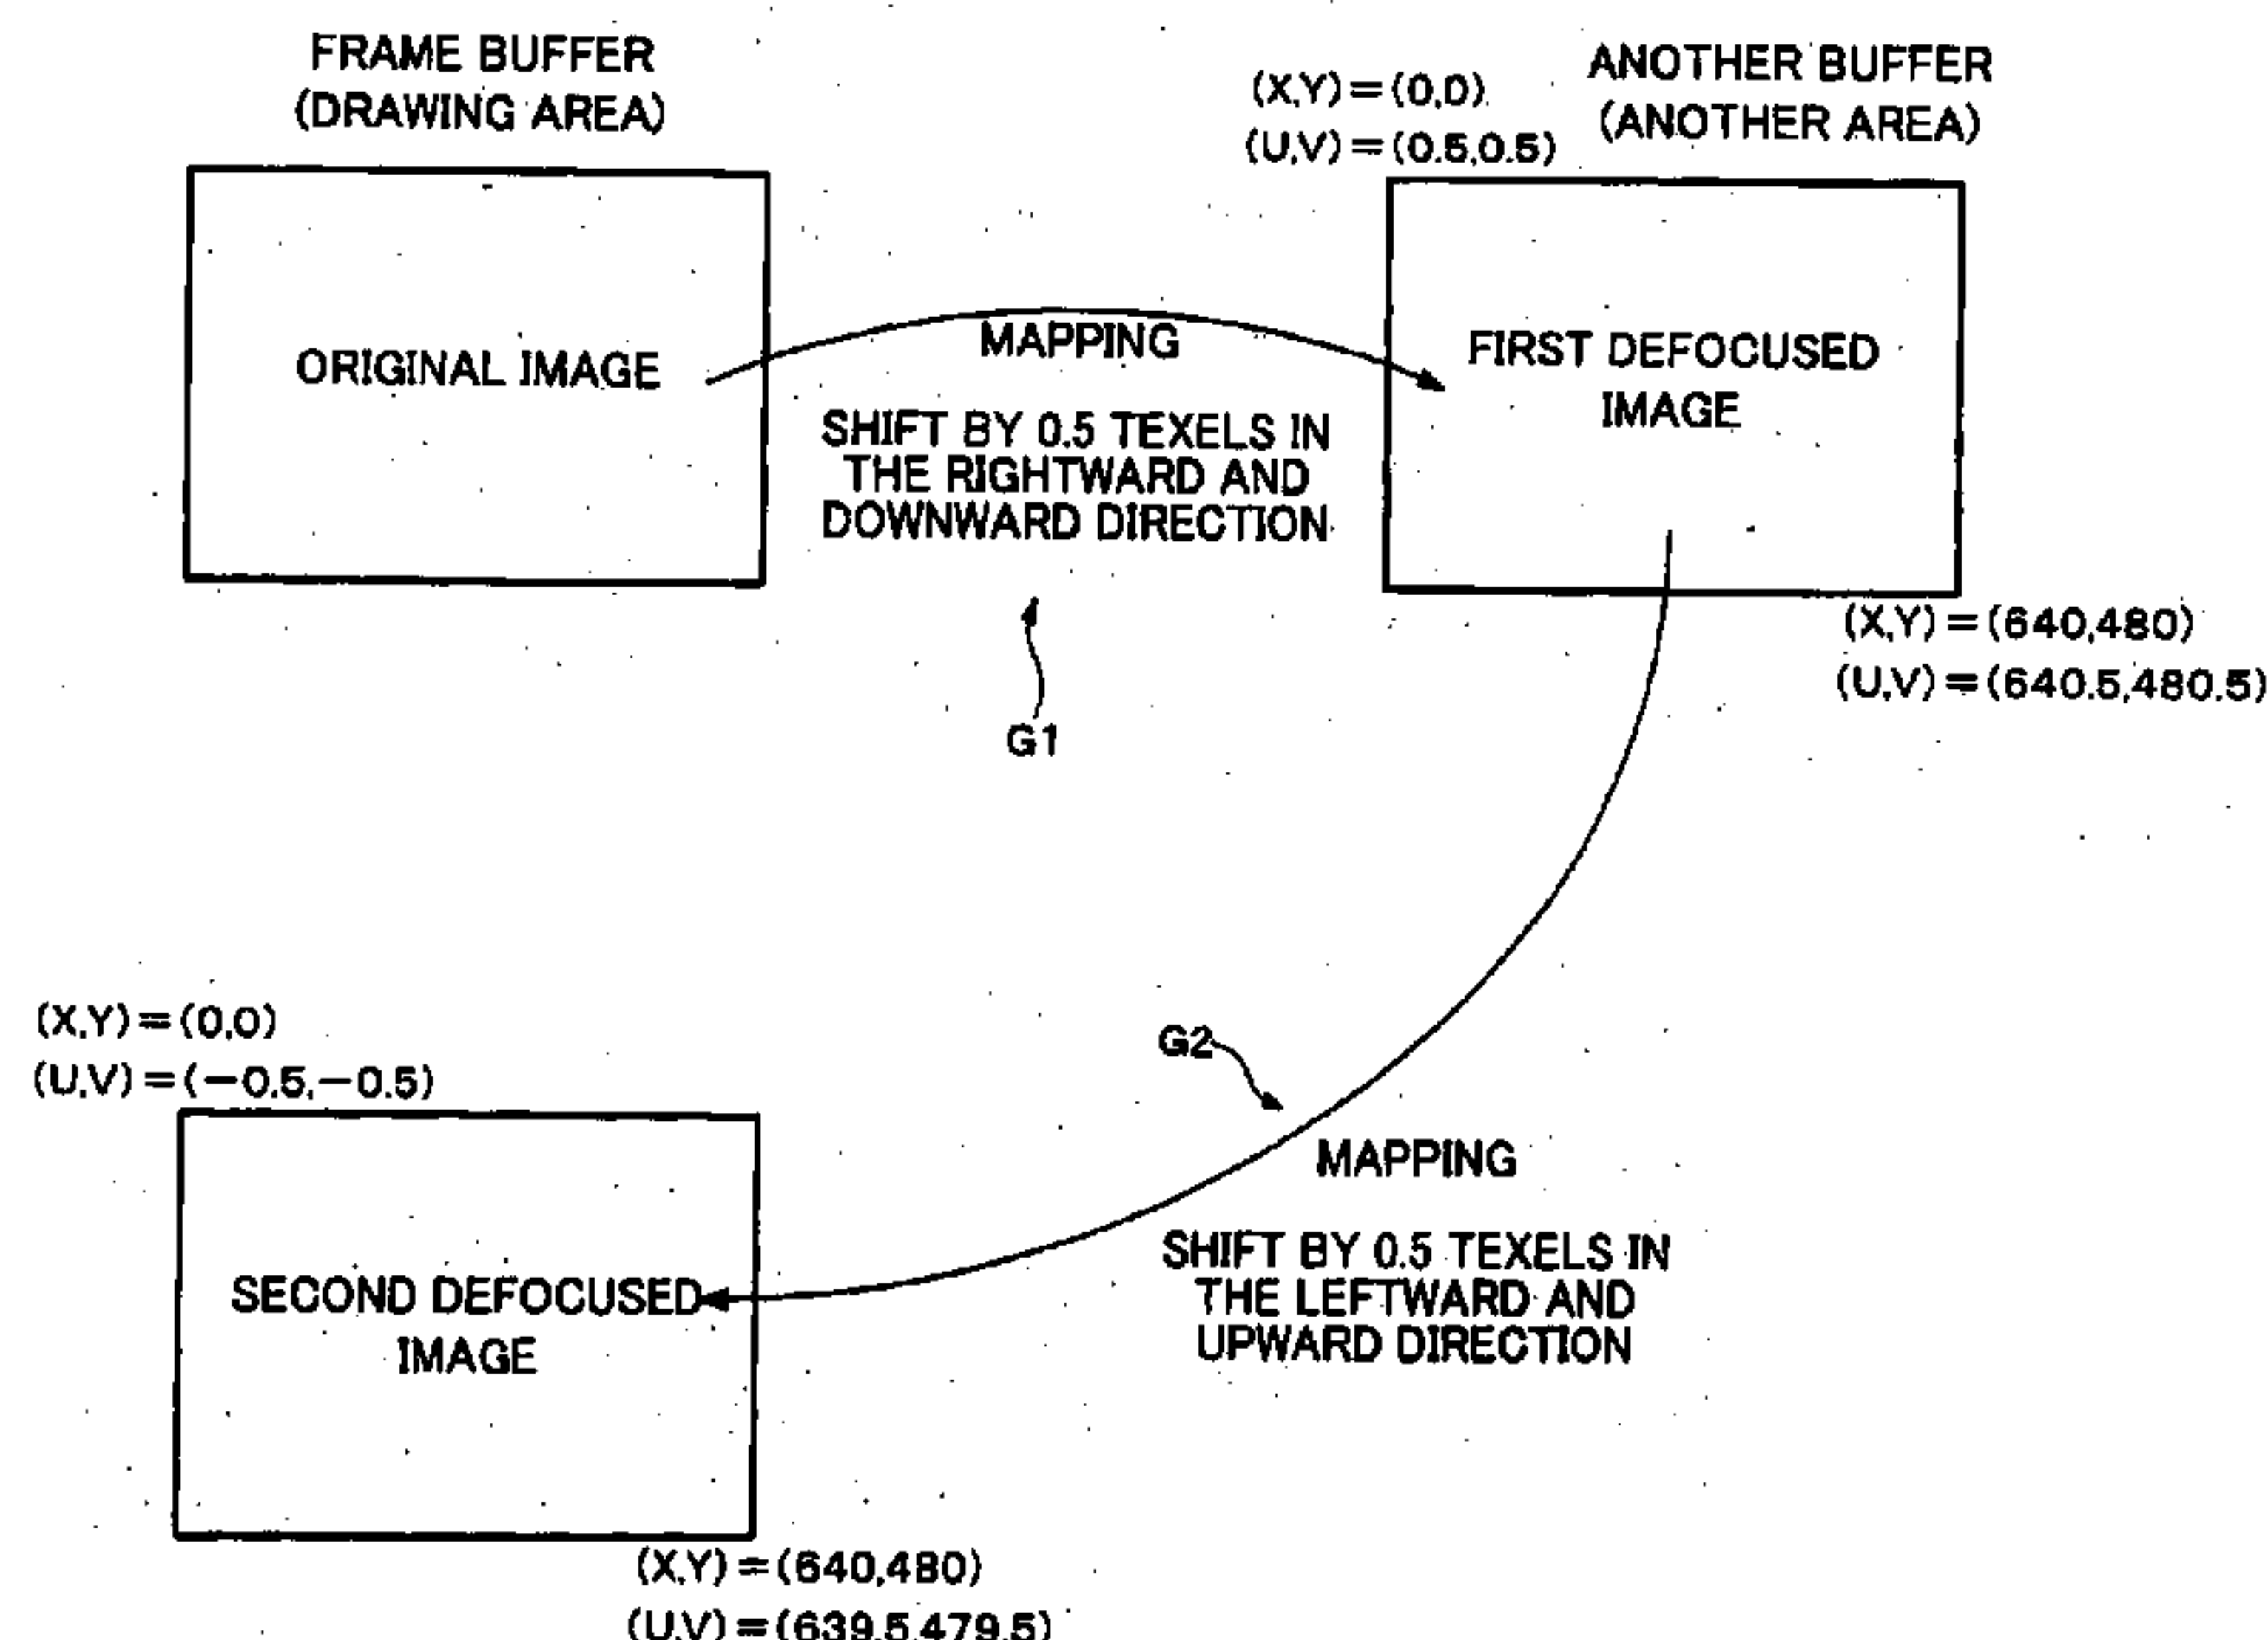 FRAME BUFFER
(DRAWING AREA)
(X,Y)=(0,0)
(U,V)=(0.5,0.5)
ANOTHER BUFFER
(ANOTHER AREA)
ORIGINAL IMAGE
MAPPING
SHIFT BY 0.5 TEXELS IN
THE RIGHTWARD AND
DOWNWARD DIRECTION
FIRST DEFOCUSED
IMAGE
(X,Y)=(640,480)
(U,V)=(640.5,480.5)
G1
(X,Y)=(0,0)
(U,V)=(-0.5,-0.5)
G2
MAPPING
SHIFT BY 0.5 TEXELS IN
THE LEFTWARD AND
UPWARD DIRECTION
SECOND DEFOCUSED
IMAGE
(X,Y)=(640,480)
(U,V)=(639.5,479.5)